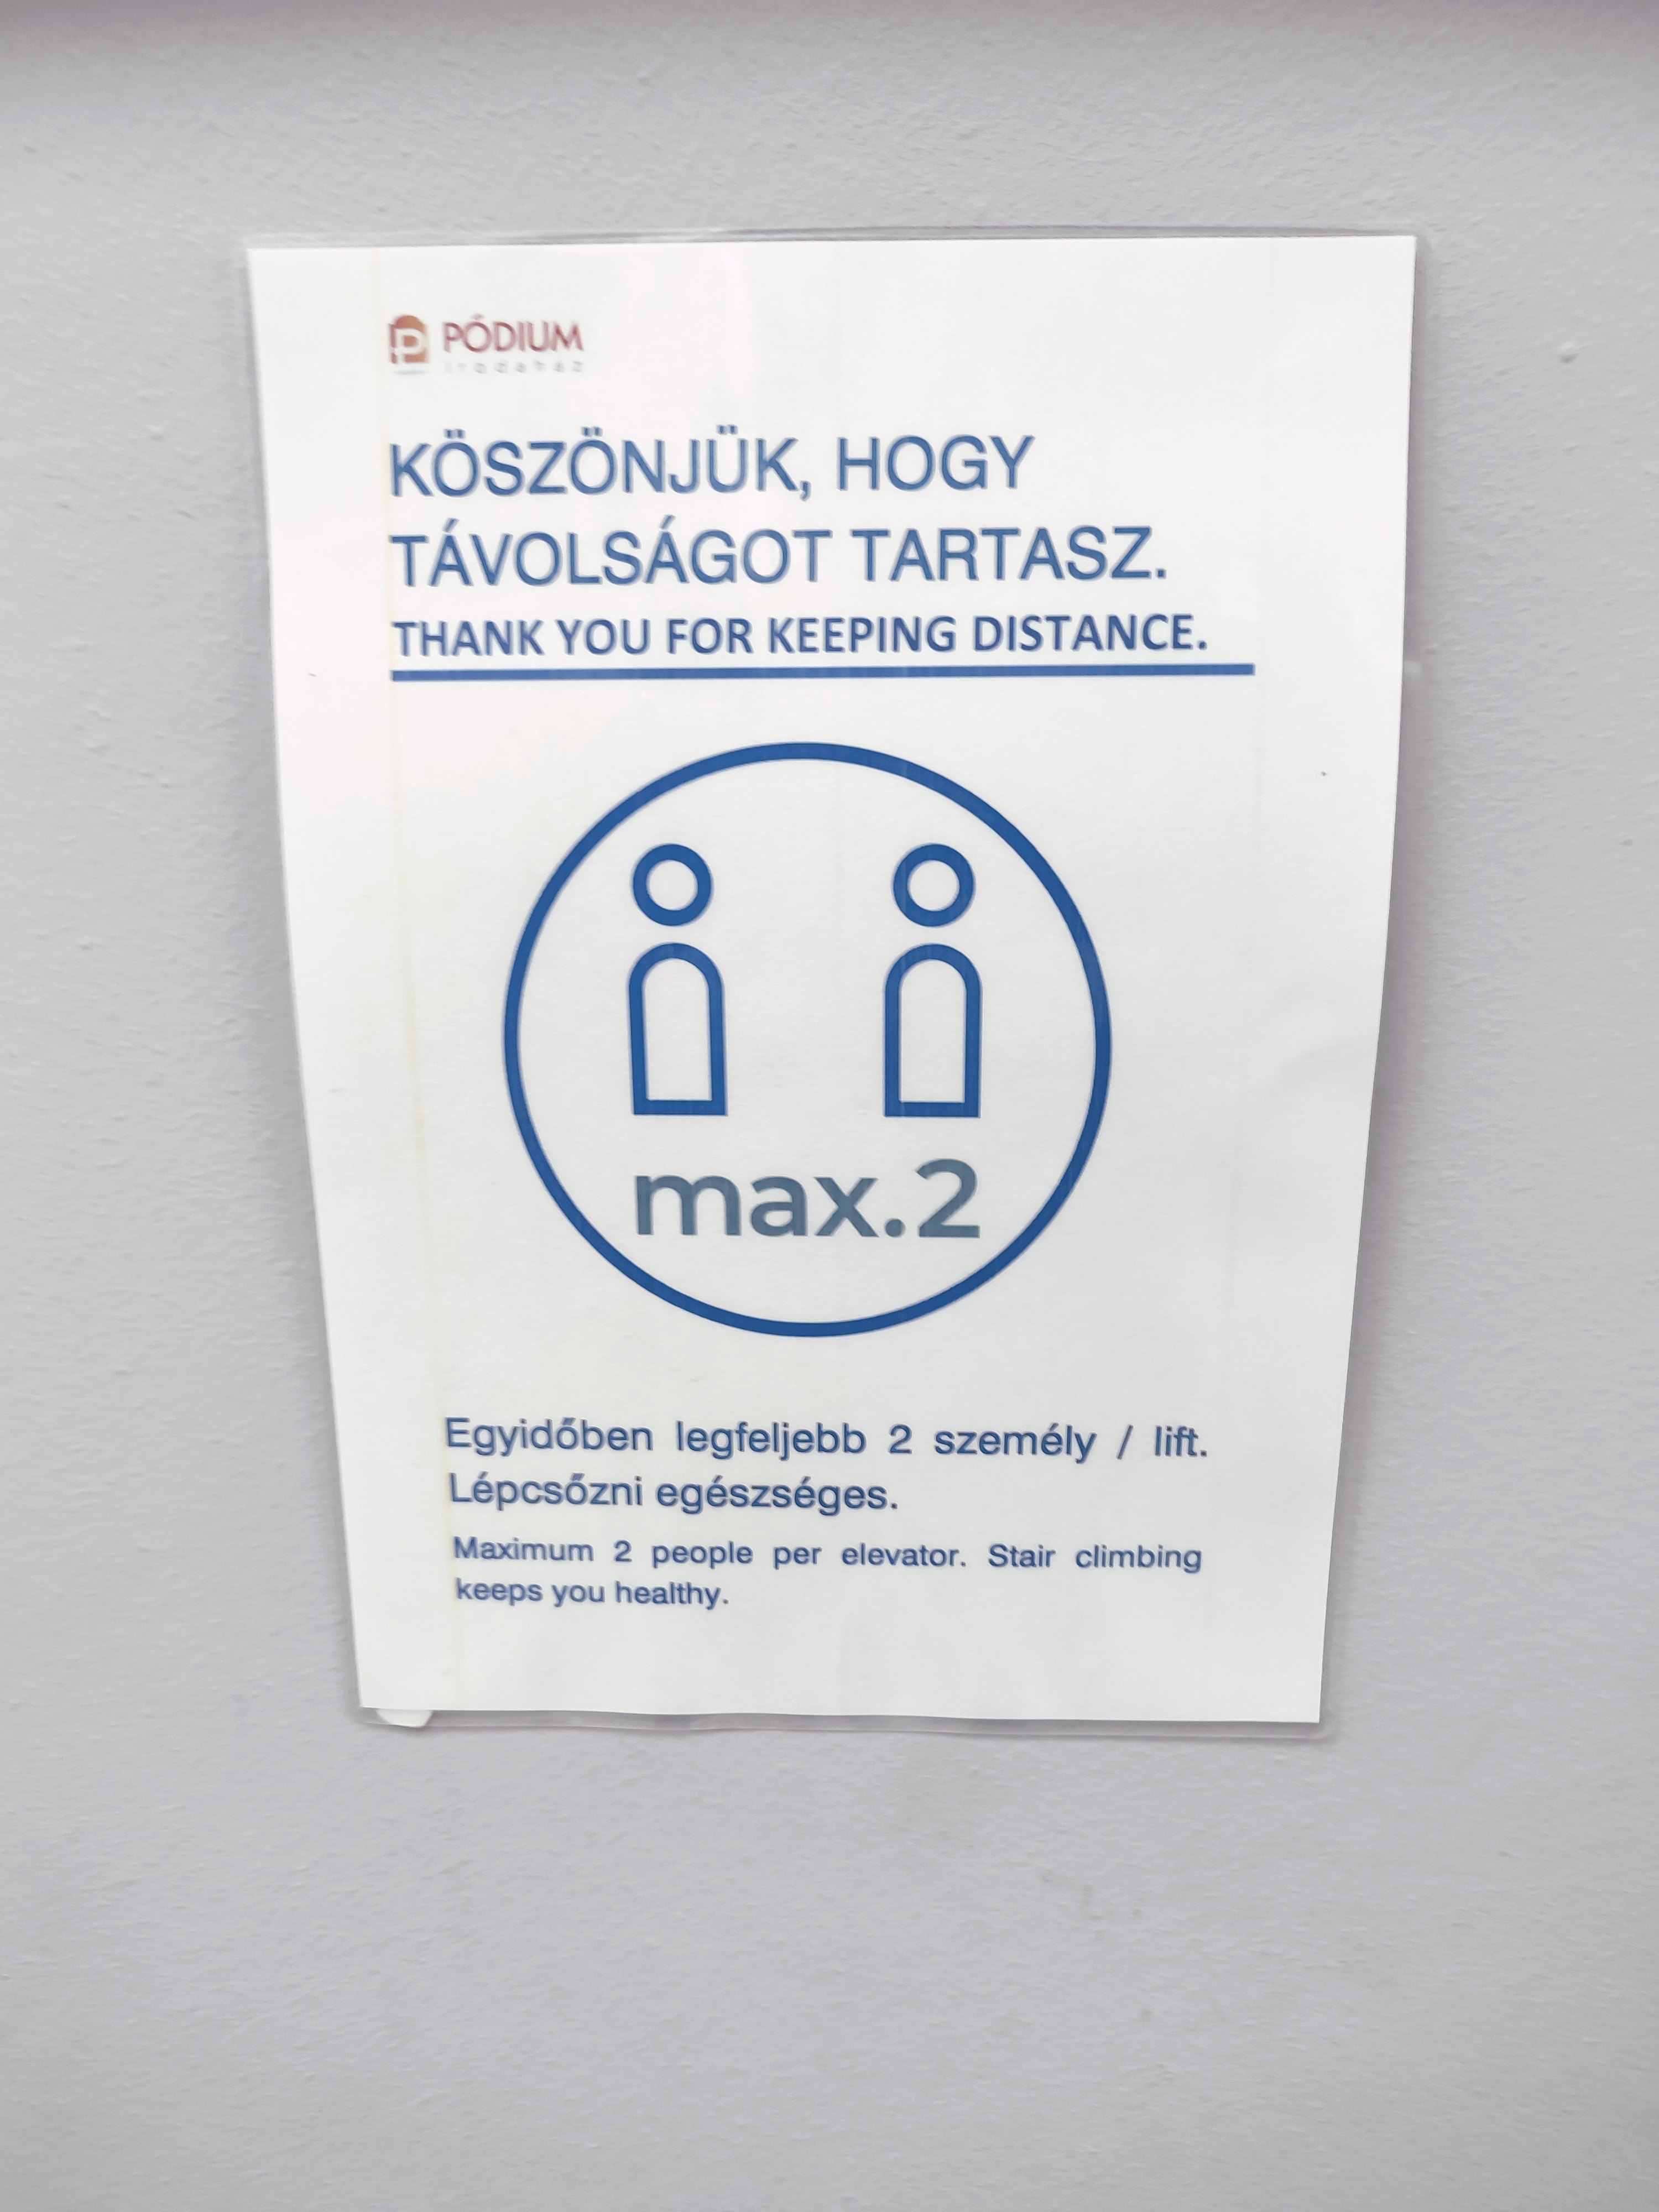 PÓDIUM
irodaház
KÖSZÖNJÜK, HOGY
TÁVOLSÁGOT TARTASZ.
THANK YOU FOR KEEPING DISTANCE.
max.2
Egyidőben legfeljebb 2 személy / lift.
Lépcsőzni egészséges.
Maximum 2 people per elevator. Stair climbing
keeps you healthy.